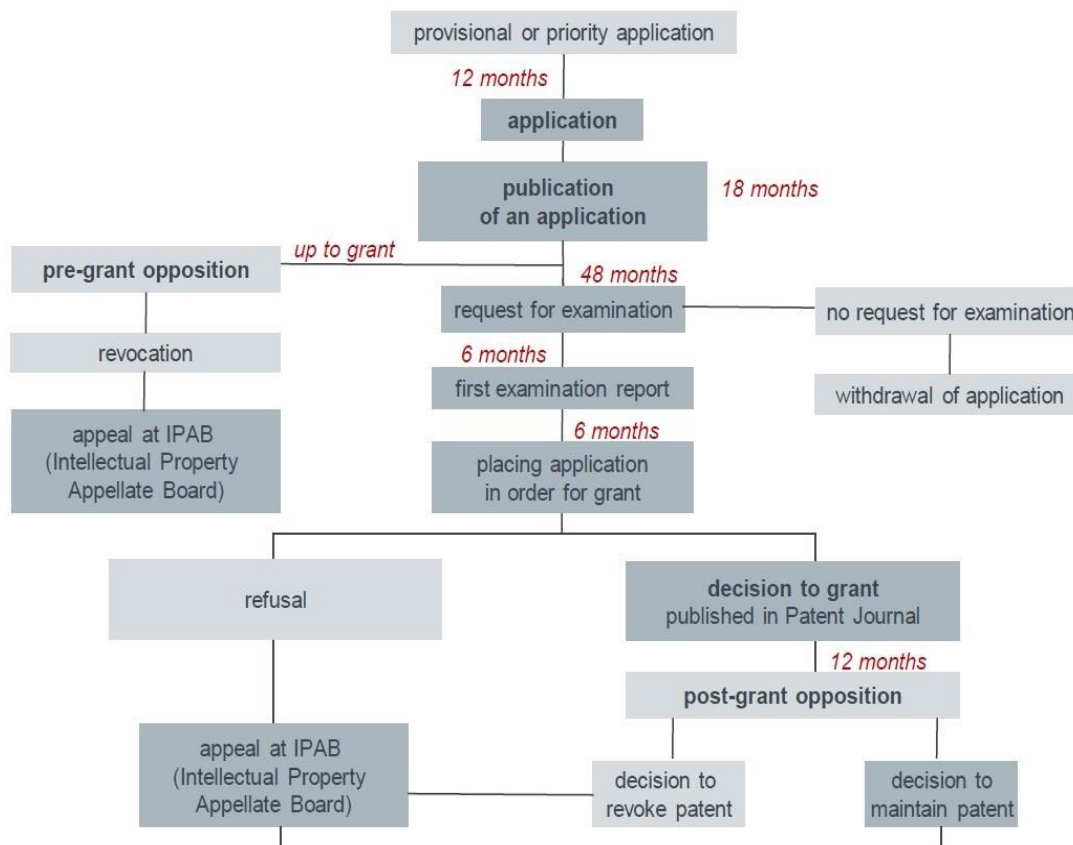 provisional or priority application
12 months
application
publication
of an application
18 months
up to grant
pre-grant opposition
48 months
request for examination
no request for examination
revocation
6 months
first examination report
withdrawal of application
appeal at IPAB
(Intellectual Property
Appellate Board)
6 months
placing application
in order for grant
refusal
decision to grant
published in Patent Journal
12 months
post-grant opposition
appeal at IPAB
(Intellectual Property
Appellate Board)
decision to
revoke patent
decision to
maintain patent